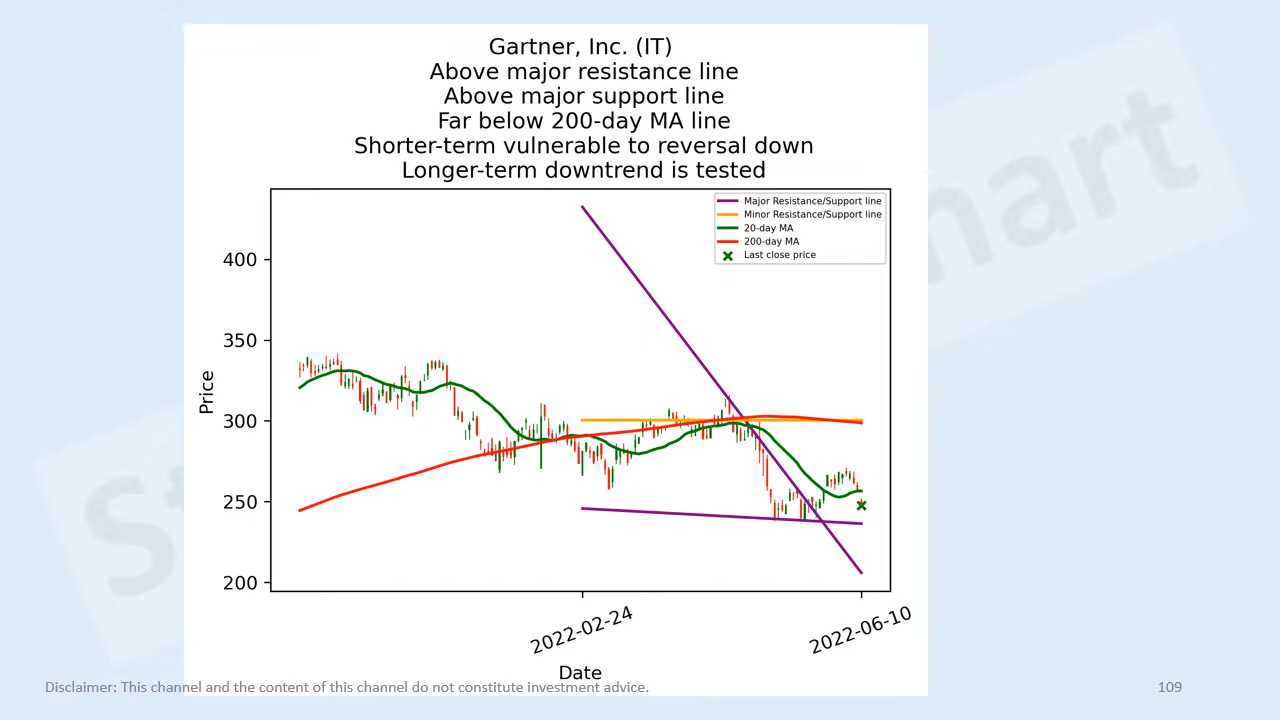 Gartner, Inc. (IT)
Above major resistance line
Above major support line
Far below 200-day MA line
Shorter-term vulnerable to reversal down
Longer-term downtrend is tested
Major Resistance/Support line
Minor Resistance/Support line
20-day MA
200-day MA
Last close price
400
350
300
250
200
Price
2022-02-24
2022-06-10
Date
Disclaimer: This channel and the content of this channel do not constitute investment advice.
109